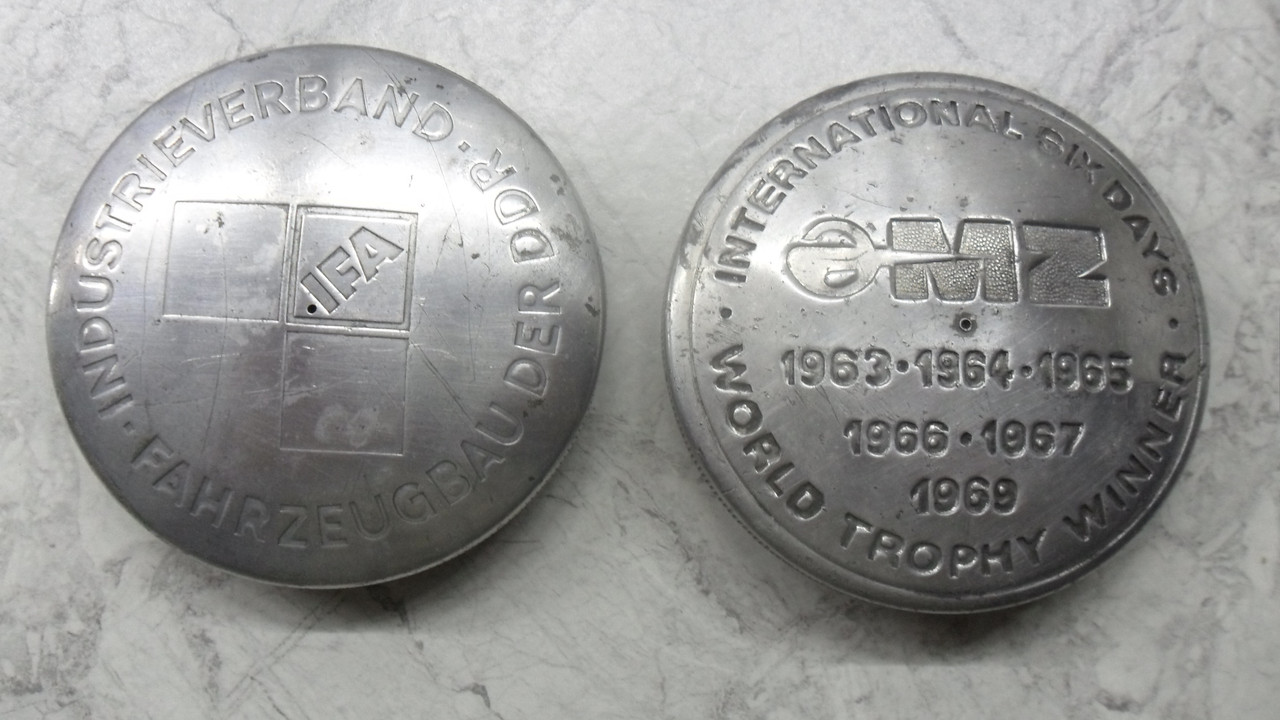 INDUSTRIEVERBAND · FAHRZEUGBAU DER DDR
IFA
· INTERNATIONAL SIX DAYS ·
MZ
1963 · 1964 · 1965
1966 · 1967
1969
WORLD TROPHY WINNER